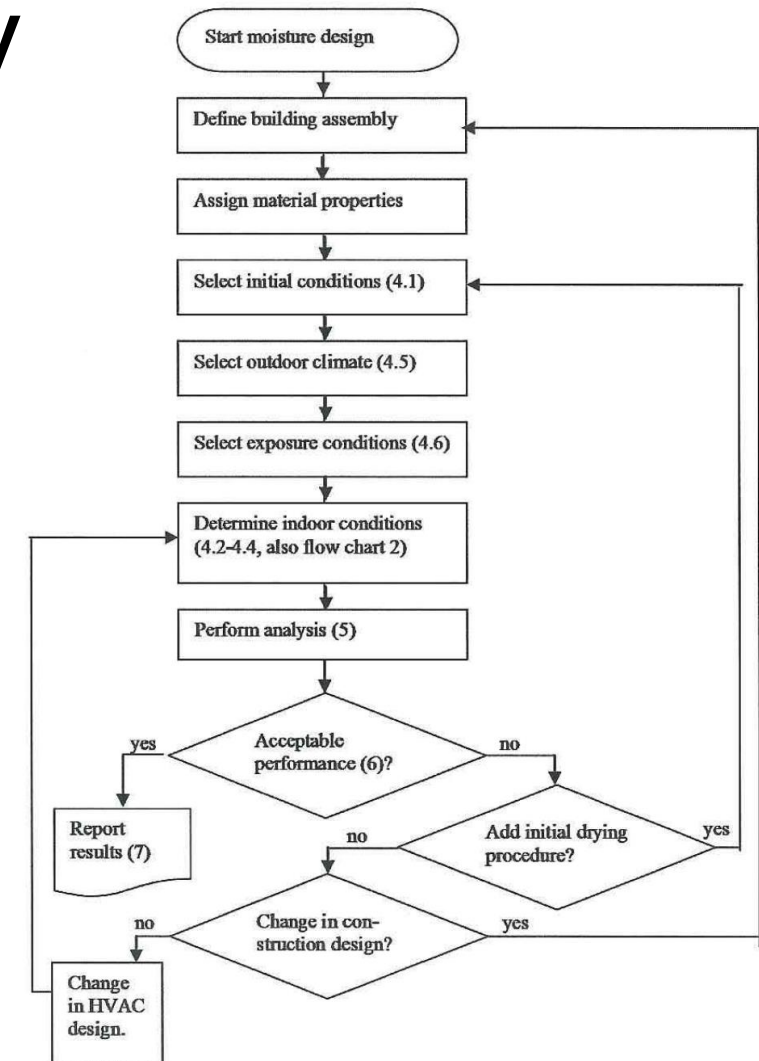 y
Start moisture design
Define building assembly
Assign material properties
Select initial conditions (4.1)
Select outdoor climate (4.5)
Select exposure conditions (4.6)
Determine indoor conditions
(4.2-4.4, also flow chart 2)
Perform analysis (5)
yes
Acceptable
performance (6)?
no
Report
results (7)
no
Add initial drying
procedure?
yes
no
Change in con-
struction design?
yes
Change
in HVAC
design.